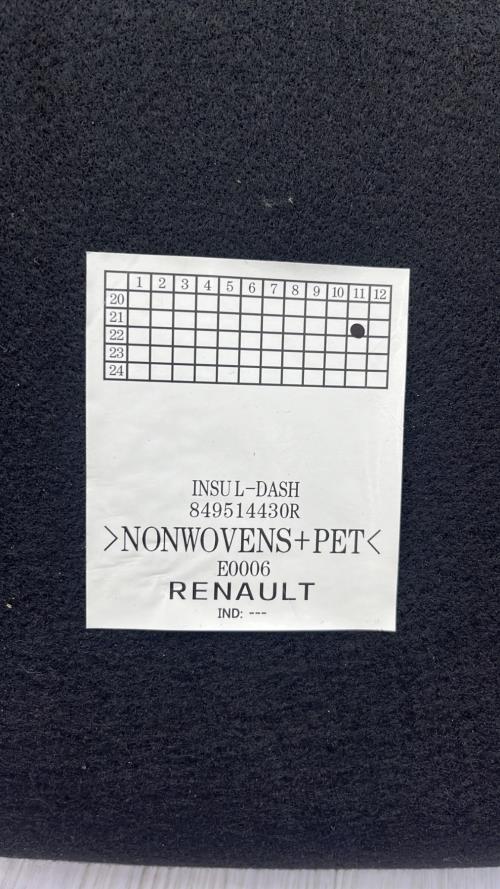 1 2 3 4 5 6 7 8 9 10 11 12
20
21
22
23
24
INSUL-DASH
849514430R
>NONWOVENS+PET<
E0006
RENAULT
IND: ---